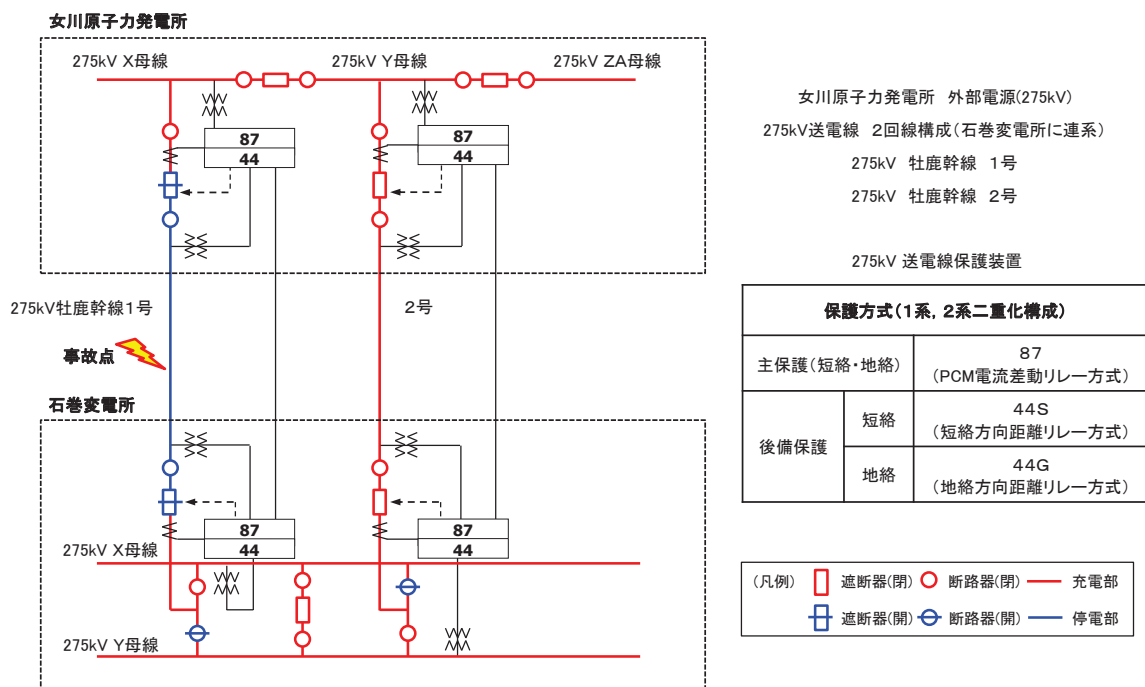 女川原子力発電所
275kV X母線
275kV Y母線
275kV ZA母線
87
44
87
44
275kV牡鹿幹線1号
2号
事故点
石巻変電所
87
44
87
44
275kV X母線
275kV Y母線
女川原子力発電所 外部電源(275kV)
275kV送電線 2回線構成(石巻変電所に連系)
275kV 牡鹿幹線 1号
275kV 牡鹿幹線 2号
275kV 送電線保護装置
保護方式(1系,2系二重化構成)
主保護(短絡・地絡)
87
(PCM電流差動リレー方式)
後備保護
短絡
44S
(短絡方向距離リレー方式)
地絡
44G
(地絡方向距離リレー方式)
(凡例) 遮断器(閉) 断路器(閉) 充電部
遮断器(開) 断路器(開) 停電部